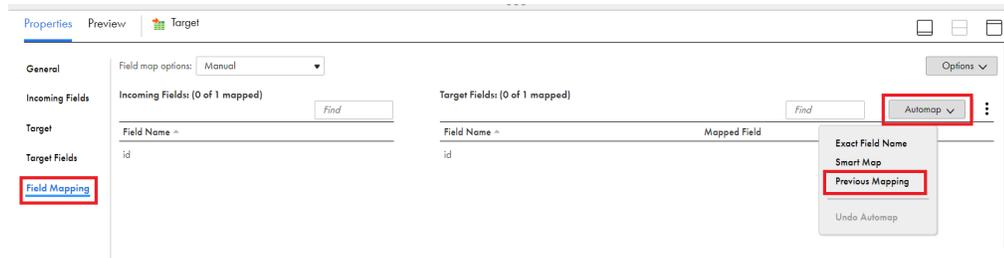 Properties Preview Target
General
Incoming Fields
Target
Target Fields
Field Mapping
Field map options: Manual Options
Incoming Fields: (0 of 1 mapped)
Find
Field Name
id
Target Fields: (0 of 1 mapped)
Find Automap
Field Name Mapped Field
id
Exact Field Name
Smart Map
Previous Mapping
Undo Automap